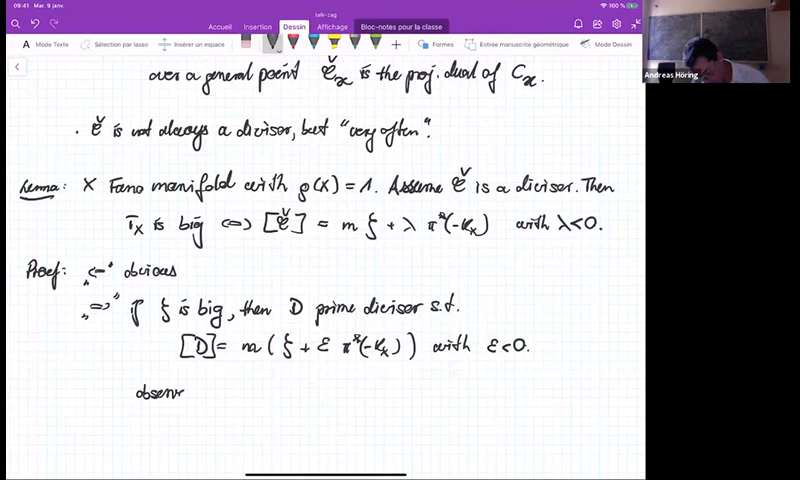 09:41 Mar. 9 janv.
talk-zag
100 %
Accueil Insertion Dessin Affichage Bloc-notes pour la classe
A Mode Texte Sélection par lasso Insérer un espace Formes Entrée manuscrite géométrique Mode Dessin
Andreas Höring
over a general point Č_x is the proj. dual of C_x.
· Č is not always a divisor, but "very often".
Lemma: X Fano manifold with ρ(X) = 1. Assume Č is a divisor. Then
T_X is big <=> [Č] = m ξ + λ π*(-K_X) with λ<0.
Proof: "<=" obvious
"=>" If ξ is big, then D prime divisor s.t.
[D] = m(ξ + ε π*(-K_X)) with ε<0.
observ